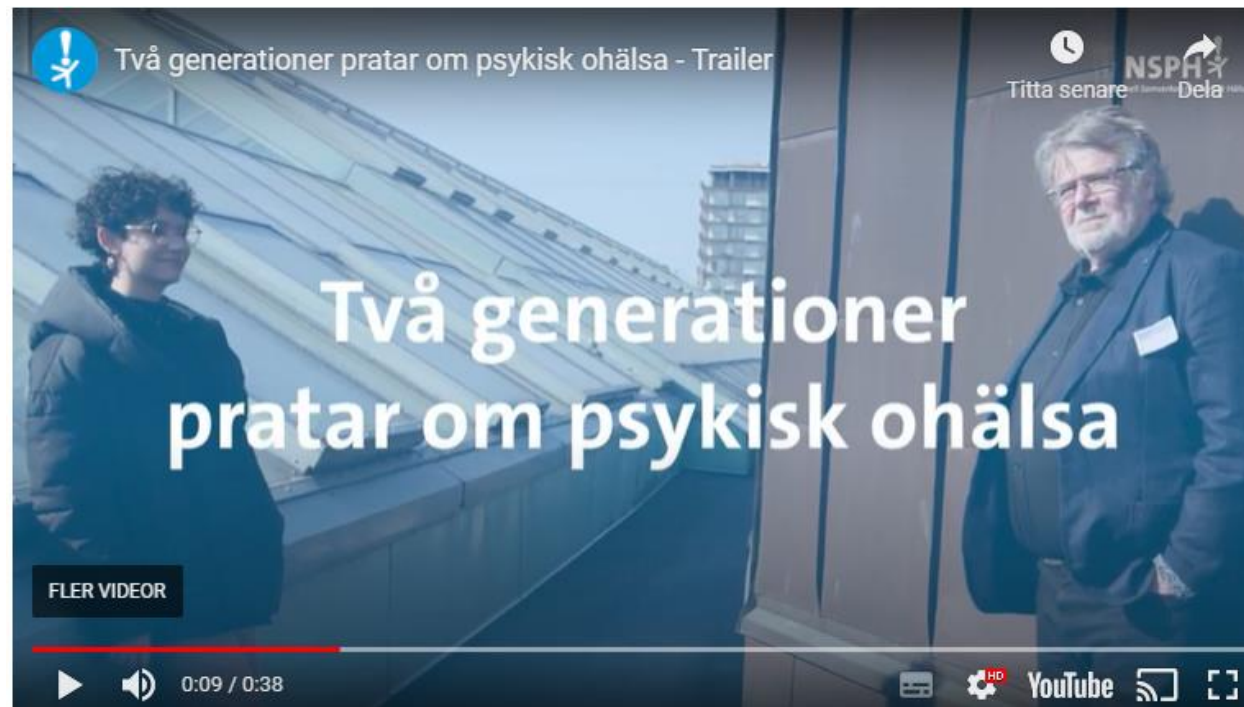 Två generationer pratar om psykisk ohälsa - Trailer
NSPH
Titta senare
Dela
Två generationer
pratar om psykisk ohälsa
FLER VIDEOR
0:09 / 0:38
HD
YouTube